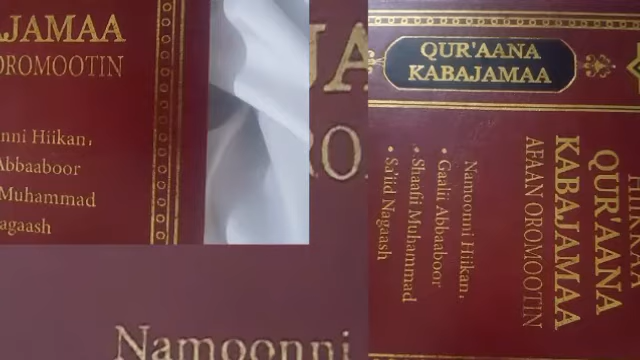 JAMAA
OROMOOTIN
nni Hiikan,
Abbaaboor
Muhammad
agaash
JA
RO
Namoonni
QUR'AANA
KABAJAMAA
QUR'AANA
KABAJAMAA
AFAAN OROMOOTIN
Namoonni Hiikan,
• Gaalii Abbaaboor
• Shaafii Muhammad
• Sa'iid Nagaash